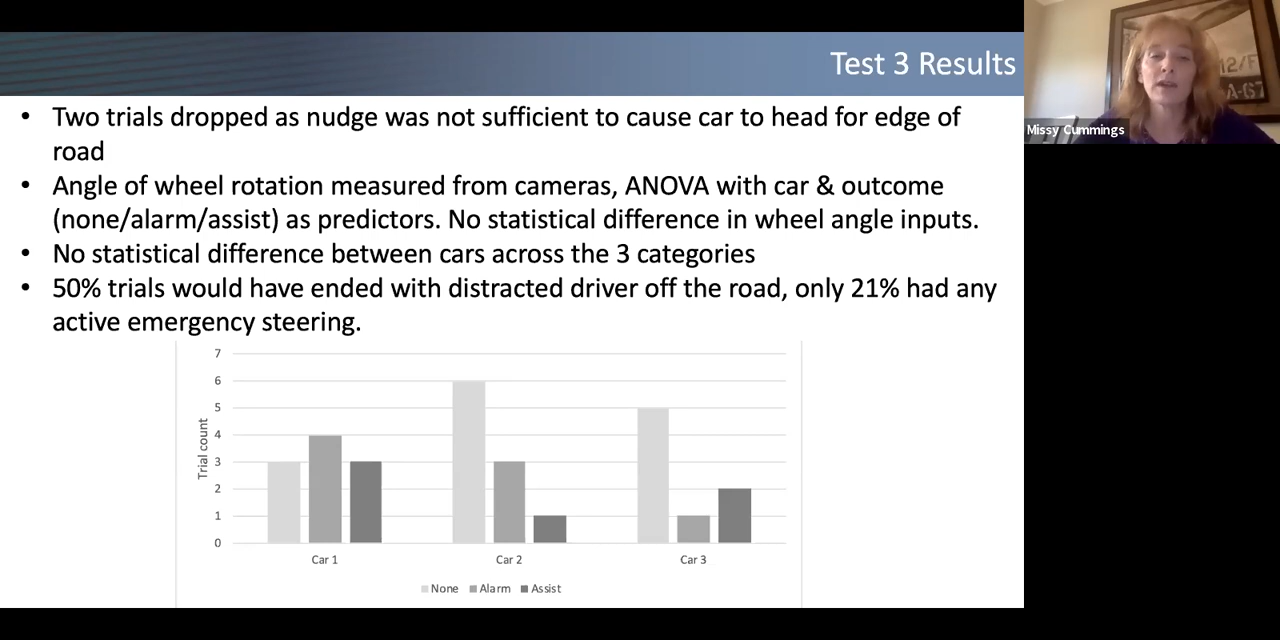 Test 3 Results
• Two trials dropped as nudge was not sufficient to cause car to head for edge of
road
• Angle of wheel rotation measured from cameras, ANOVA with car & outcome
(none/alarm/assist) as predictors. No statistical difference in wheel angle inputs.
• No statistical difference between cars across the 3 categories
• 50% trials would have ended with distracted driver off the road, only 21% had any
active emergency steering.
Trial count
7
6
5
4
3
2
1
0
Car 1 Car 2 Car 3
None Alarm Assist
12/F
A-67
Missy Cummings